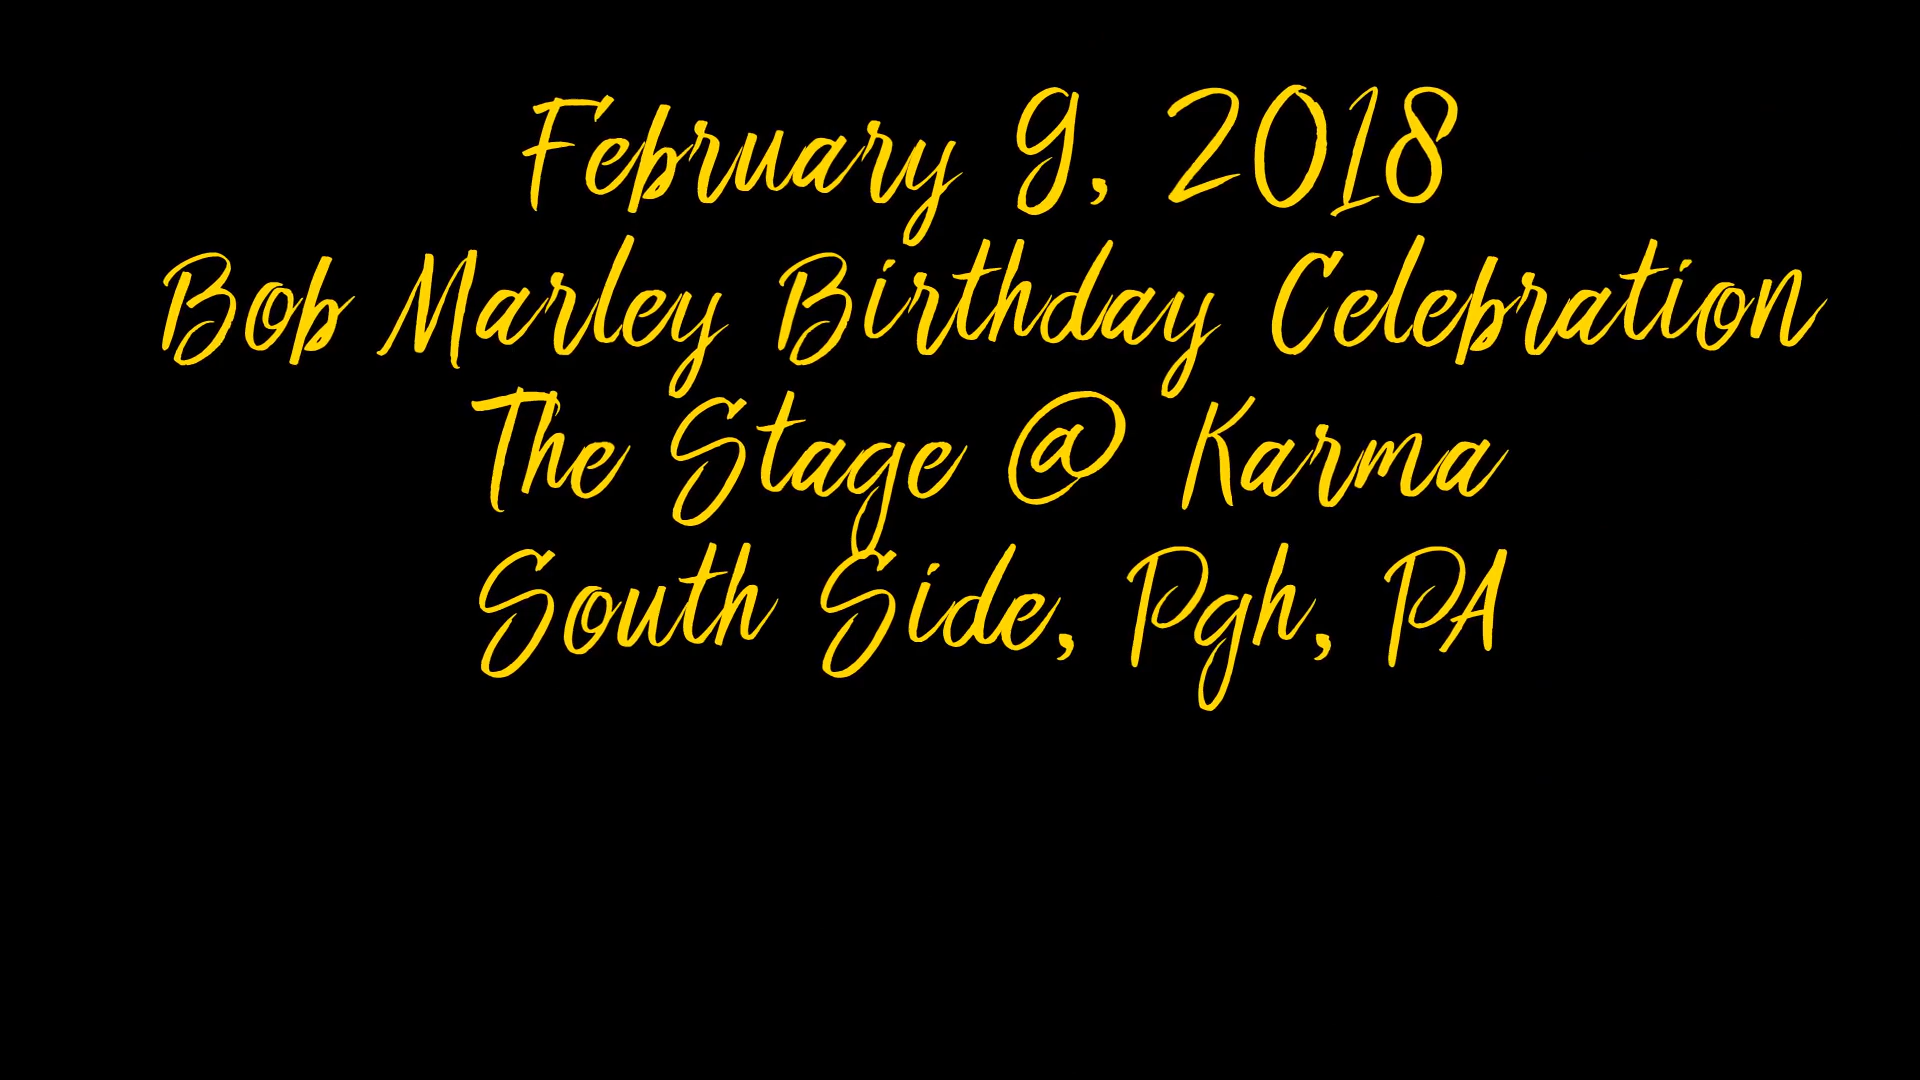 February 9, 2018
Bob Marley Birthday Celebration
The Stage @ Karma
South Side, Pgh, PA